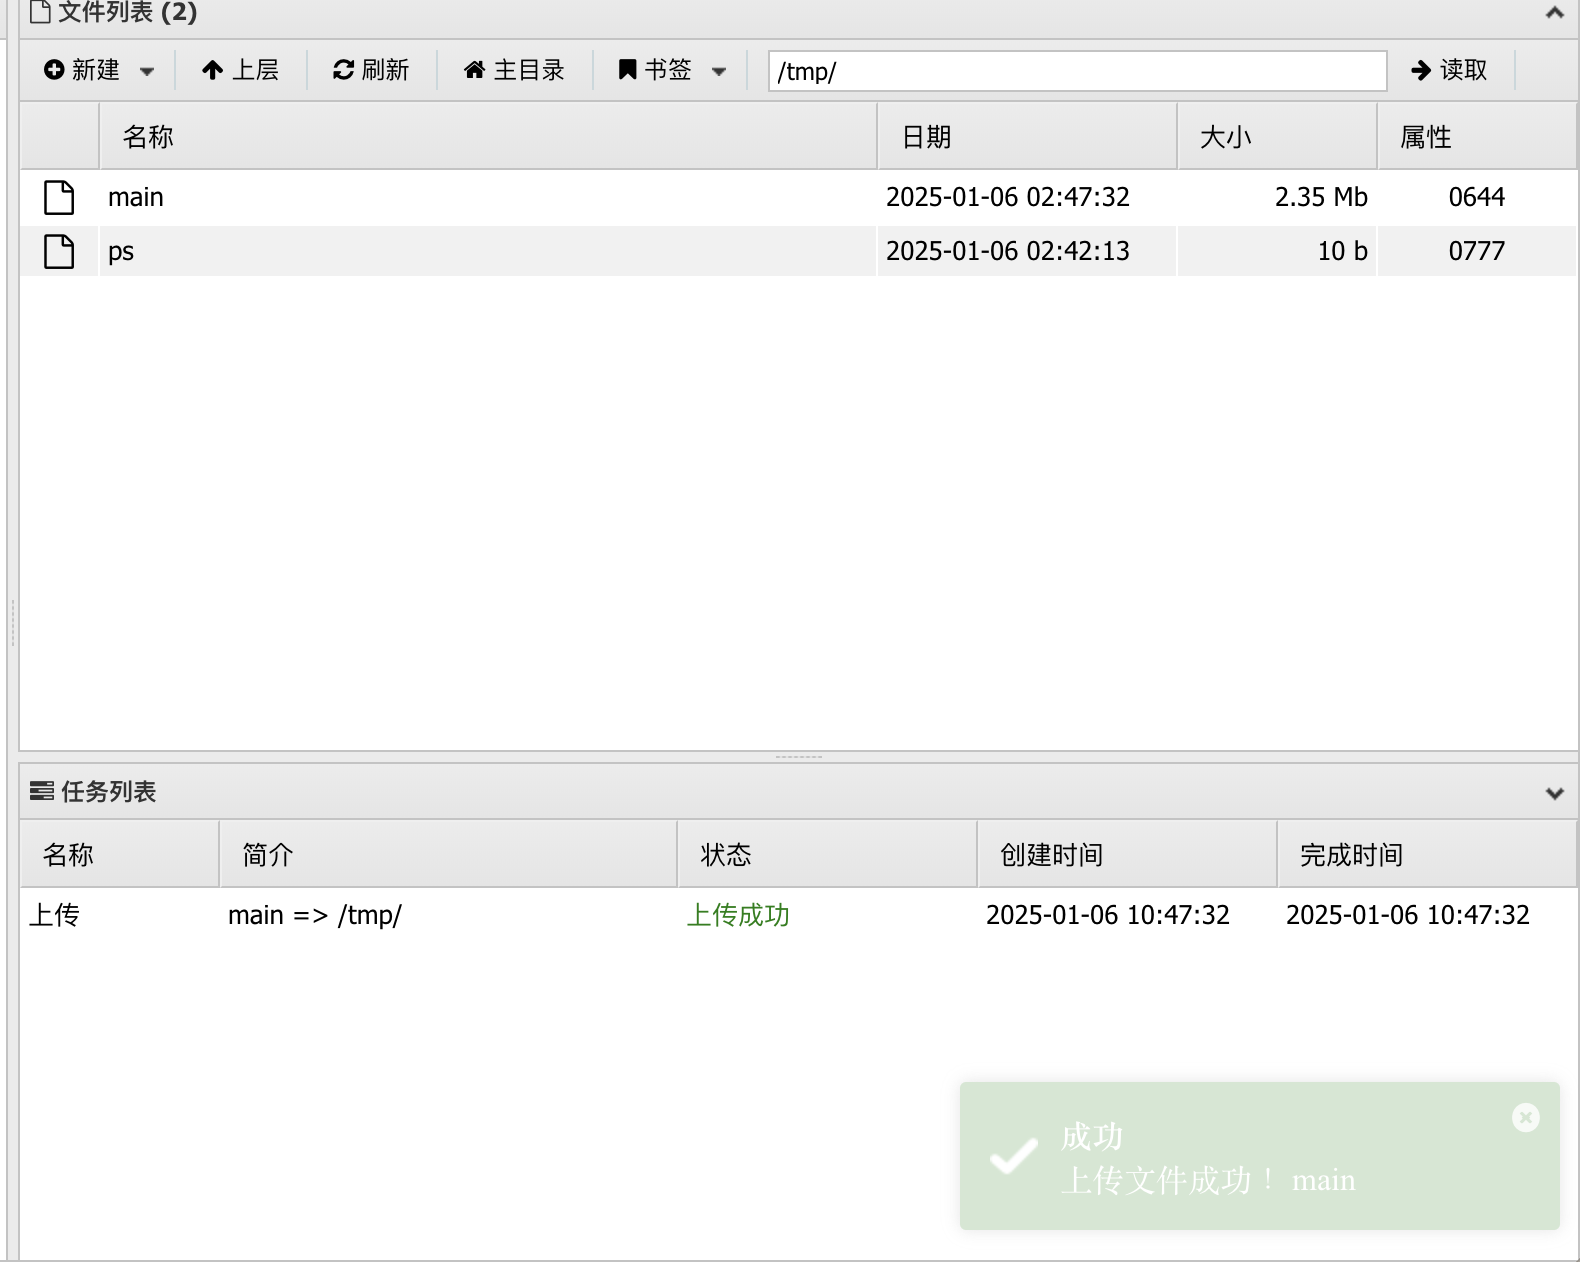 文件列表 (2)
新建 上层 刷新 主目录 书签 /tmp/ 读取
名称 日期 大小 属性
main 2025-01-06 02:47:32 2.35 Mb 0644
ps 2025-01-06 02:42:13 10 b 0777
任务列表
名称 简介 状态 创建时间 完成时间
上传 main => /tmp/ 上传成功 2025-01-06 10:47:32 2025-01-06 10:47:32
成功
上传文件成功！ main